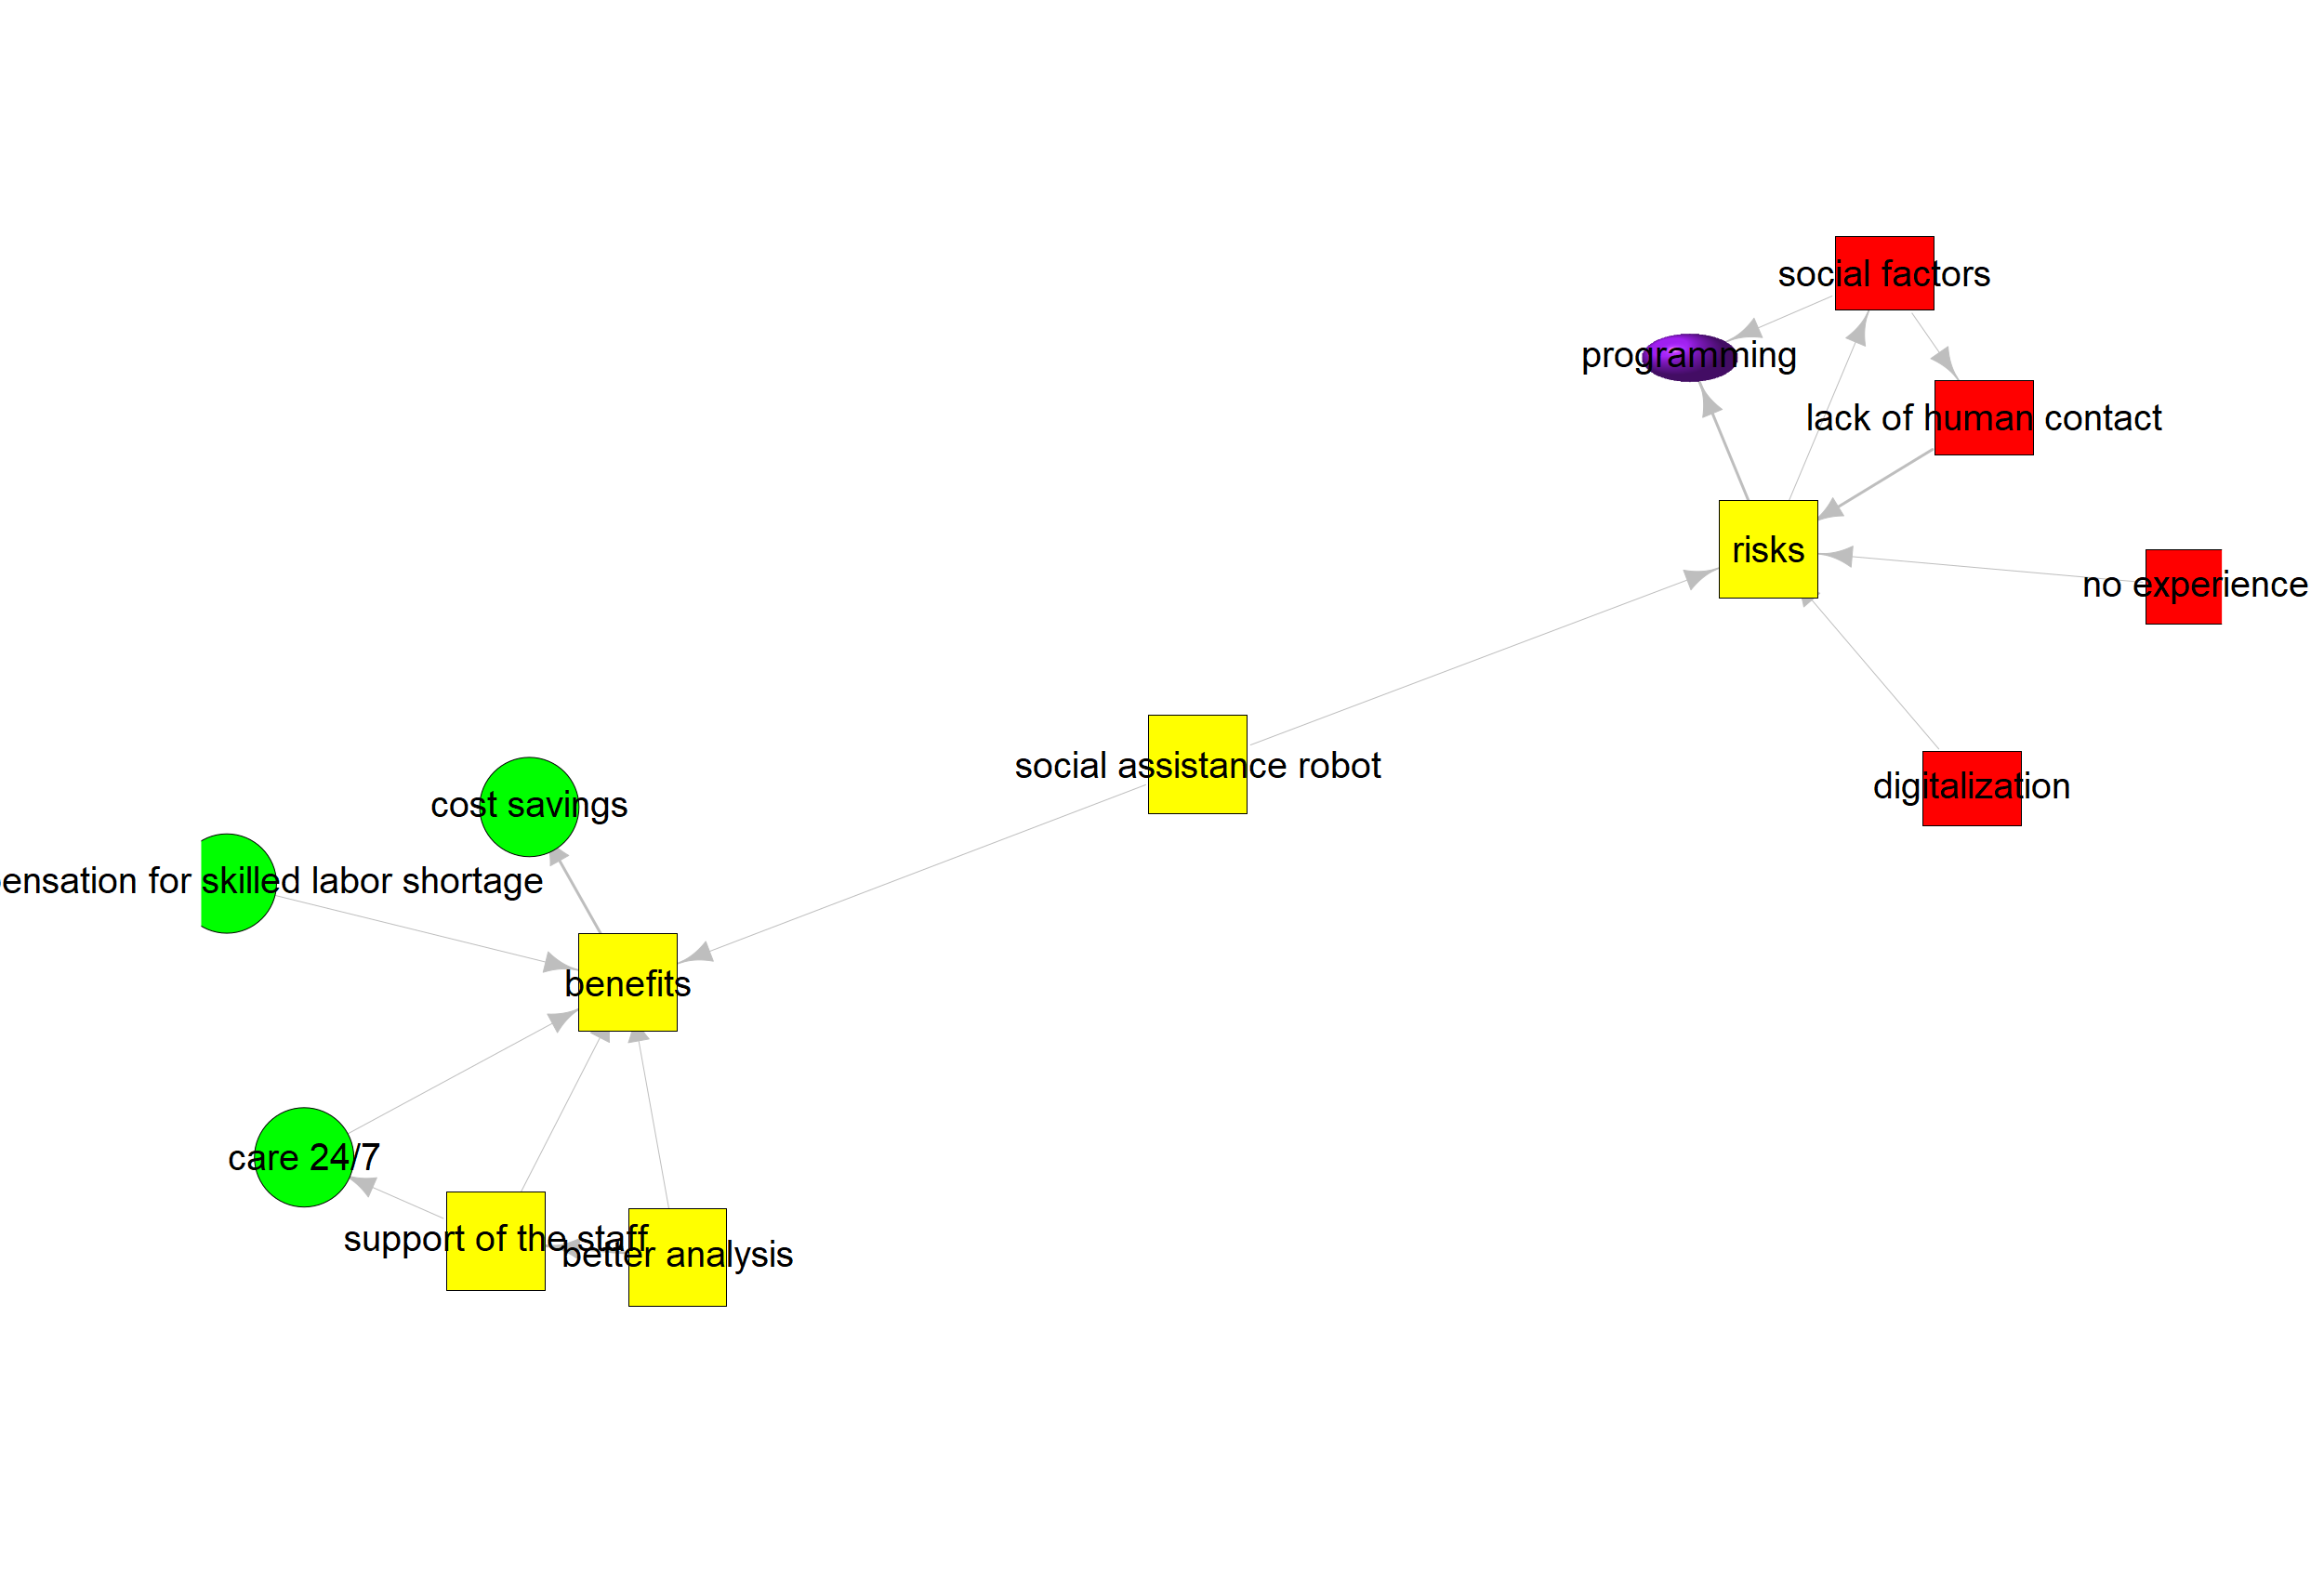 social factors
programming
lack of human contact
risks
no experience
social assistance robot
digitalization
cost savings
for skilled labor shortage
benefits
care 24/7
support of the staff
better analysis